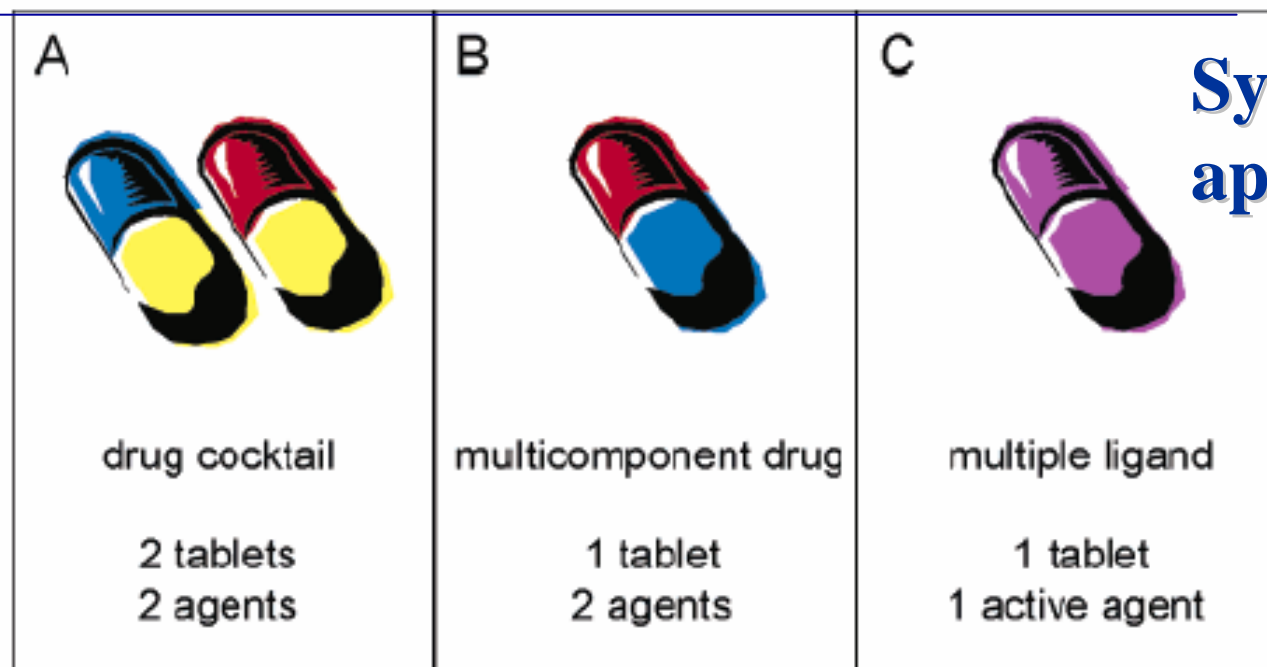 A
B
C
Sy
ap
drug cocktail
2 tablets
2 agents
multicomponent drug
1 tablet
2 agents
multiple ligand
1 tablet
1 active agent